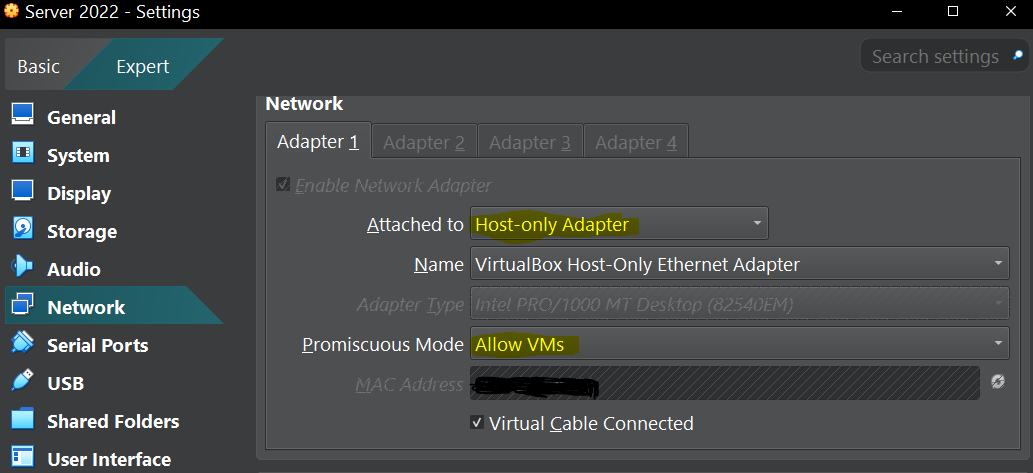 Server 2022 - Settings
Basic Expert Search settings
General
System
Display
Storage
Audio
Network
Serial Ports
USB
Shared Folders
User Interface
Network
Adapter 1 Adapter 2 Adapter 3 Adapter 4
Enable Network Adapter
Attached to Host-only Adapter
Name VirtualBox Host-Only Ethernet Adapter
Adapter Type Intel PRO/1000 MT Desktop (82540EM)
Promiscuous Mode Allow VMs
MAC Address
Virtual Cable Connected